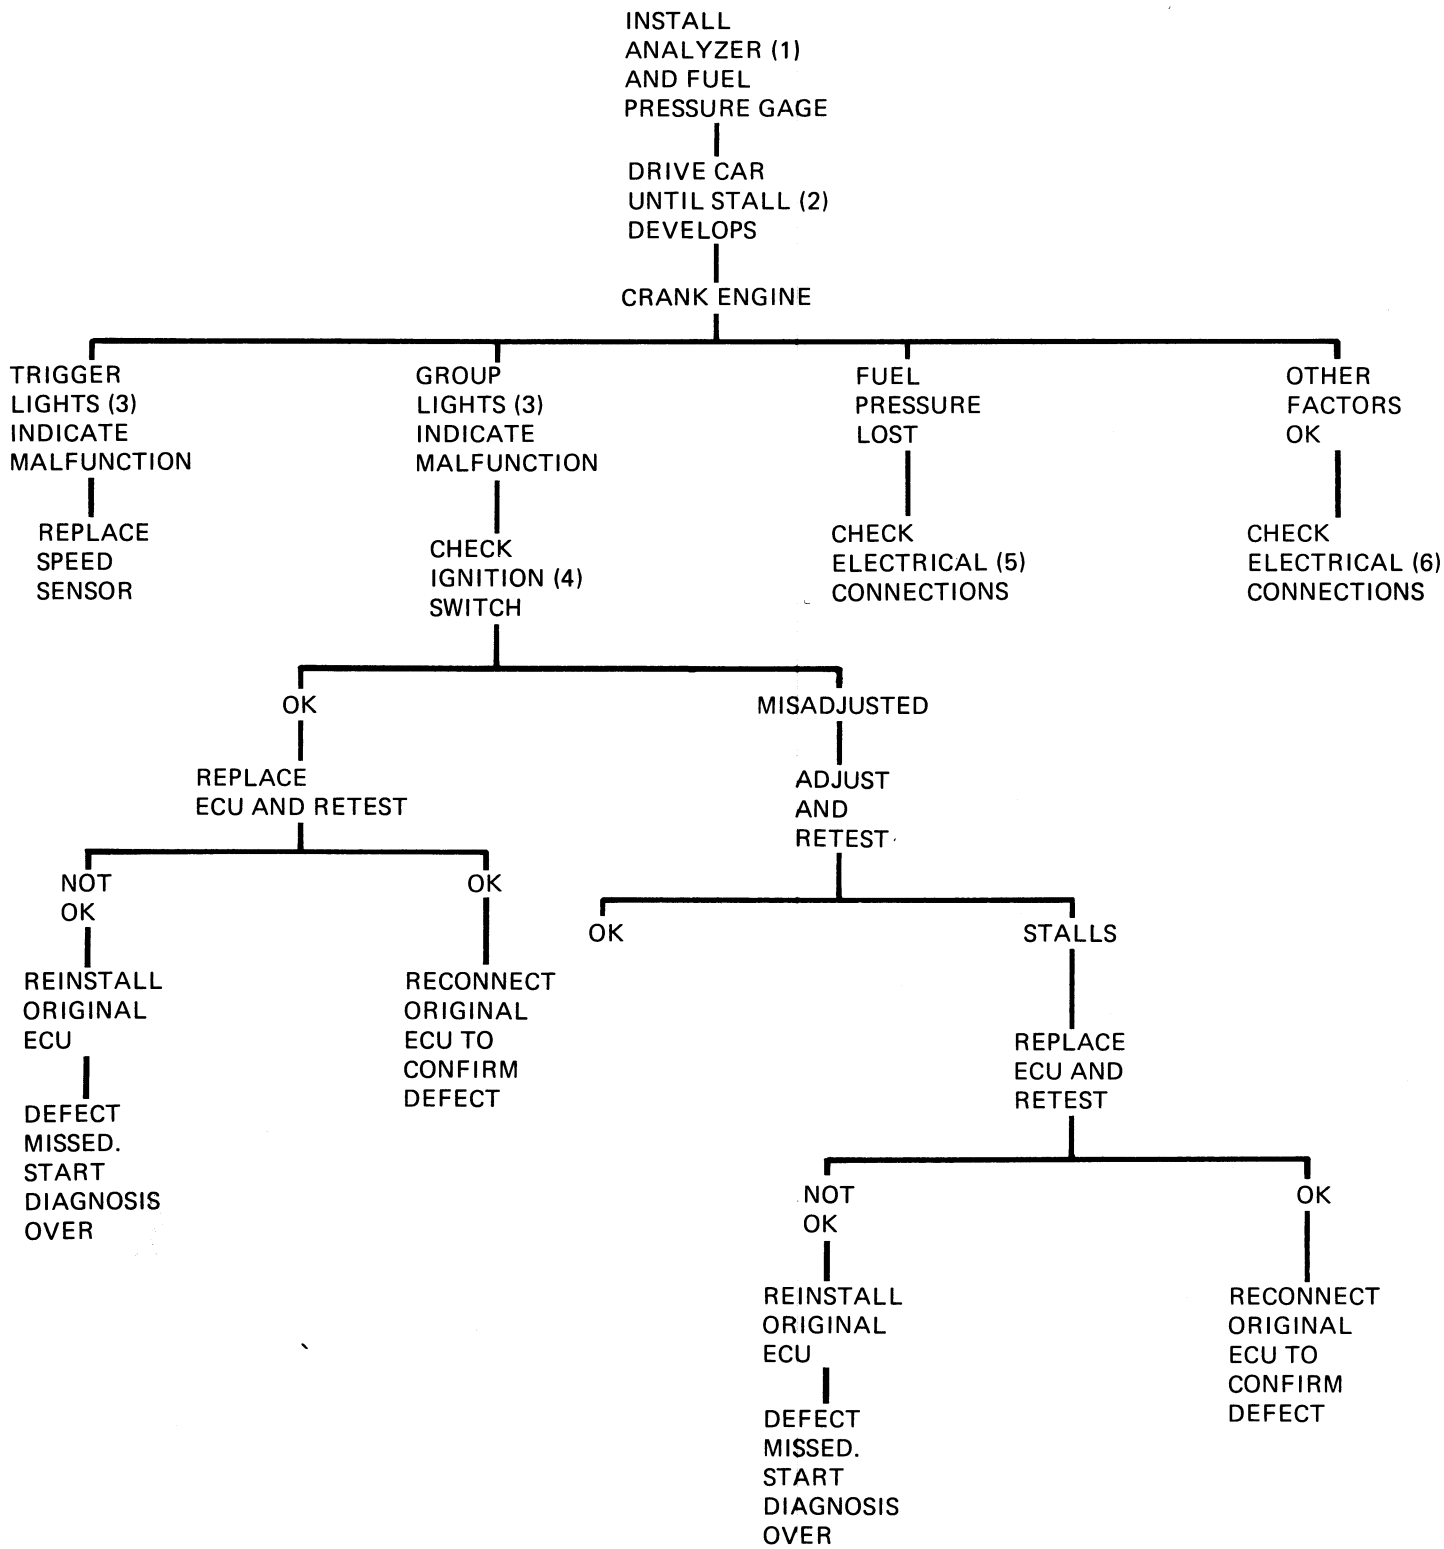 INSTALL
ANALYZER (1)
AND FUEL
PRESSURE GAGE
DRIVE CAR
UNTIL STALL (2)
DEVELOPS
CRANK ENGINE
TRIGGER
LIGHTS (3)
INDICATE
MALFUNCTION
REPLACE
SPEED
SENSOR
GROUP
LIGHTS (3)
INDICATE
MALFUNCTION
CHECK
IGNITION (4)
SWITCH
FUEL
PRESSURE
LOST
CHECK
ELECTRICAL (5)
CONNECTIONS
OTHER
FACTORS
OK
CHECK
ELECTRICAL (6)
CONNECTIONS
OK
REPLACE
ECU AND RETEST
NOT
OK
REINSTALL
ORIGINAL
ECU
DEFECT
MISSED.
START
DIAGNOSIS
OVER
OK
RECONNECT
ORIGINAL
ECU TO
CONFIRM
DEFECT
MISADJUSTED
ADJUST
AND
RETEST
OK
STALLS
REPLACE
ECU AND
RETEST
NOT
OK
REINSTALL
ORIGINAL
ECU
DEFECT
MISSED.
START
DIAGNOSIS
OVER
OK
RECONNECT
ORIGINAL
ECU TO
CONFIRM
DEFECT